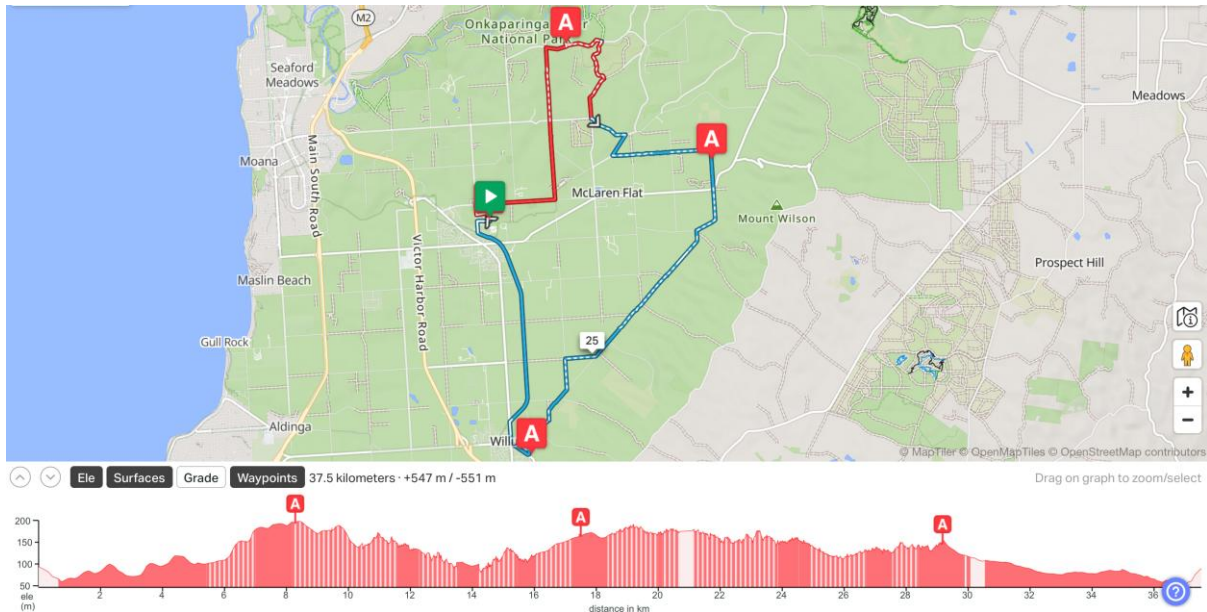 M2
A
Onkaparinga River
National Park
Seaford
Meadows
Meadows
A
Moana
Main South Road
McLaren Flat
Mount Wilson
Victor Harbor Road
Prospect Hill
Maslin Beach
25
Gull Rock
+
−
A
Aldinga
© MapTiler © OpenMapTiles © OpenStreetMap contributors
Ele
Surfaces
Grade
Waypoints
37.5 kilometers · +547 m / -551 m
Drag on graph to zoom/select
A
A
A
200
150
100
50
ele
(m)
2
4
6
8
10
12
14
16
18
20
22
24
26
28
30
32
34
36
distance in km
?